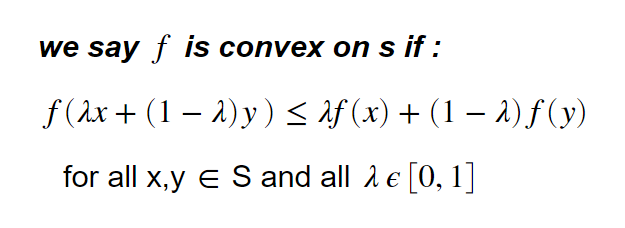 we say f is convex on s if :
f(λx + (1 − λ)y) ≤ λf(x) + (1 − λ)f(y)
for all x,y ∈ S and all λ ϵ [0, 1]